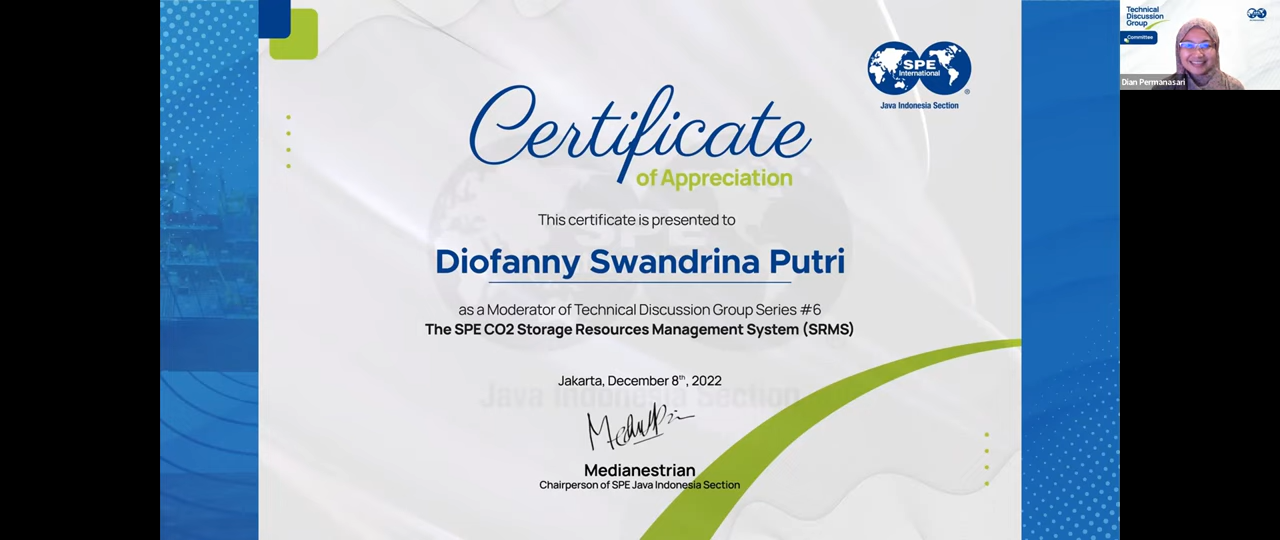 SPE
International
®
Java Indonesia Section
Certificate
of Appreciation
This certificate is presented to
Diofanny Swandrina Putri
as a Moderator of Technical Discussion Group Series #6
The SPE CO2 Storage Resources Management System (SRMS)
Jakarta, December 8th, 2022
Medianestrian
Chairperson of SPE Java Indonesia Section
SPE
Java Indonesia Section
Technical
Discussion
Group
Committee
Dian Permanasari